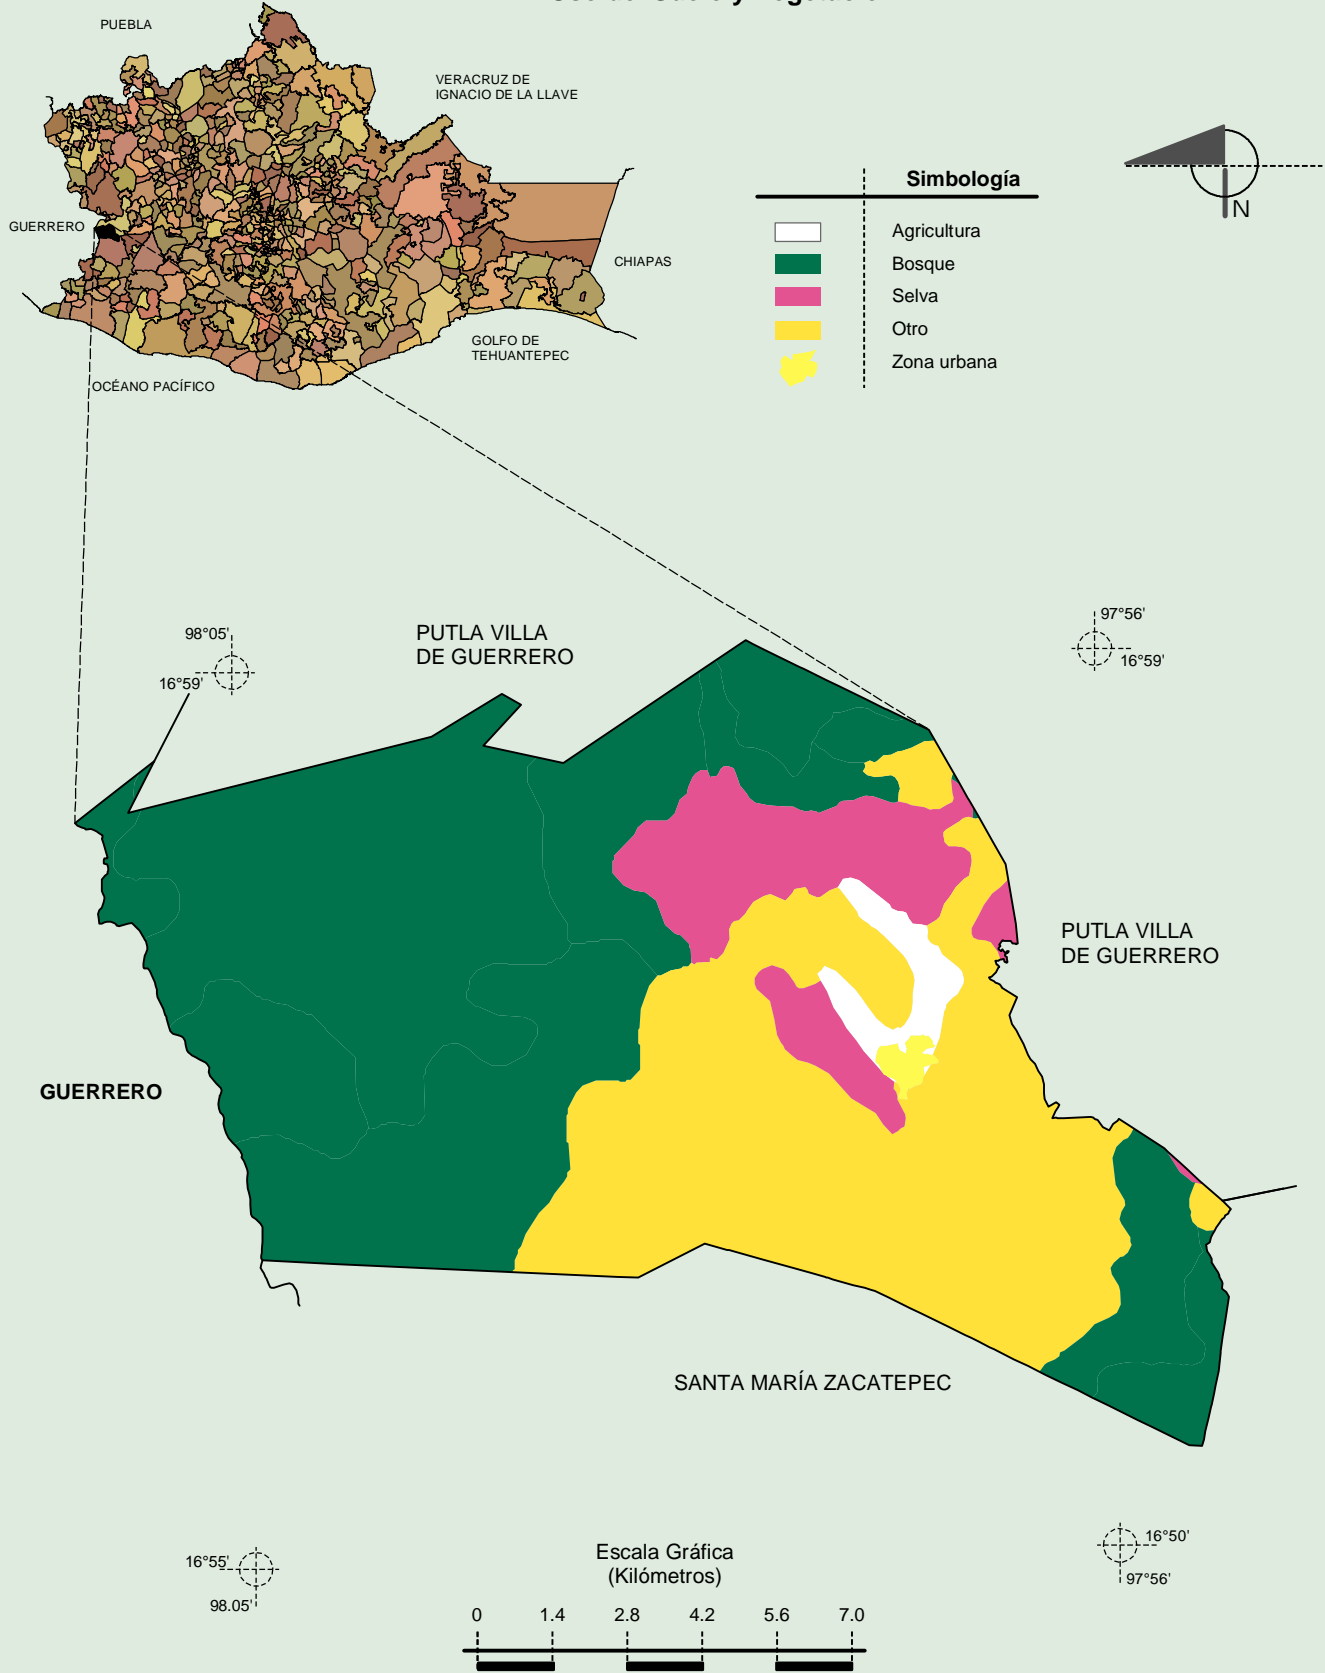 PUEBLA
VERACRUZ DE
IGNACIO DE LA LLAVE
GUERRERO
CHIAPAS
GOLFO DE
TEHUANTEPEC
OCÉANO PACÍFICO
Simbología
Agricultura
Bosque
Selva
Otro
Zona urbana
N
98°05'
16°59'
PUTLA VILLA
DE GUERRERO
97°56'
16°59'
PUTLA VILLA
DE GUERRERO
GUERRERO
SANTA MARÍA ZACATEPEC
16°55'
98.05'
Escala Gráfica
(Kilómetros)
0 1.4 2.8 4.2 5.6 7.0
16°50'
97°56'